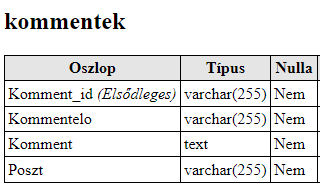 kommentek
Oszlop Típus Nulla
Komment_id (Elsődleges) varchar(255) Nem
Kommentelo varchar(255) Nem
Komment text Nem
Poszt varchar(255) Nem